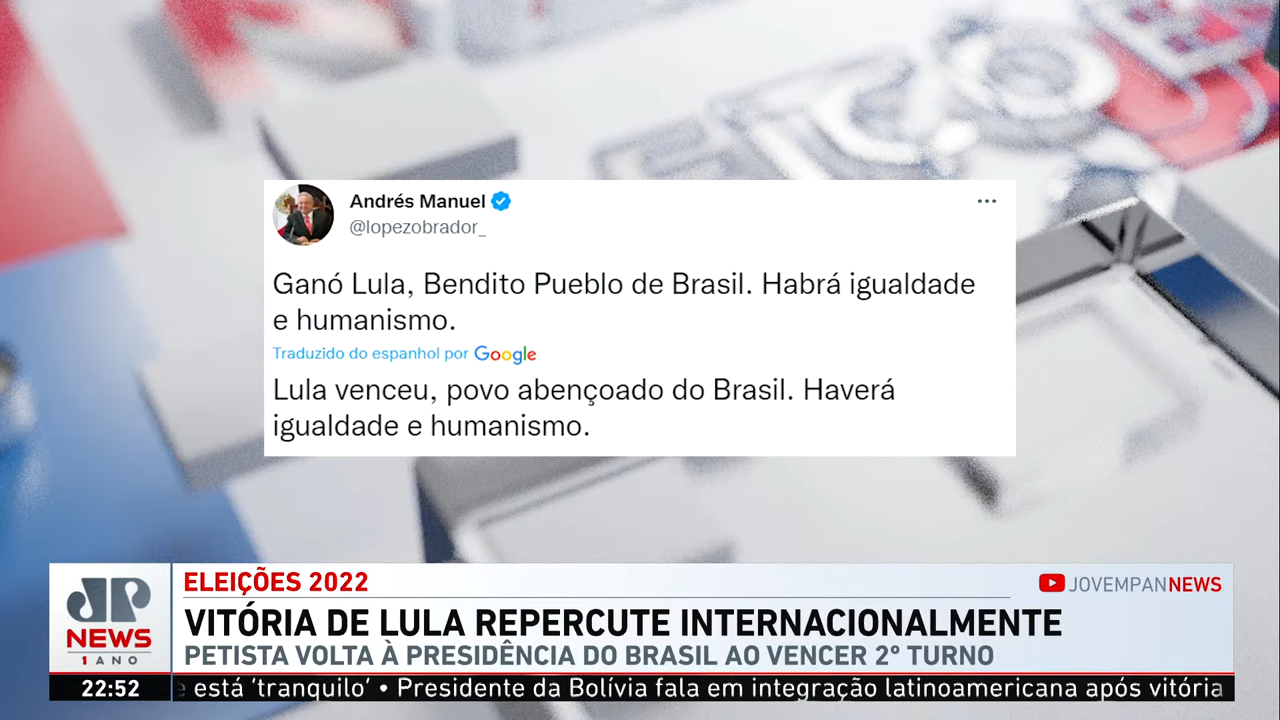 Andrés Manuel
@lopezobrador_
Ganó Lula, Bendito Pueblo de Brasil. Habrá igualdade
e humanismo.
Traduzido do espanhol por Google
Lula venceu, povo abençoado do Brasil. Haverá
igualdade e humanismo.
JP
NEWS
1 ANO
ELEIÇÕES 2022
JOVEMPANNEWS
VITÓRIA DE LULA REPERCUTE INTERNACIONALMENTE
PETISTA VOLTA À PRESIDÊNCIA DO BRASIL AO VENCER 2º TURNO
22:52
e está ‘tranquilo’ • Presidente da Bolívia fala em integração latinoamericana após vitória